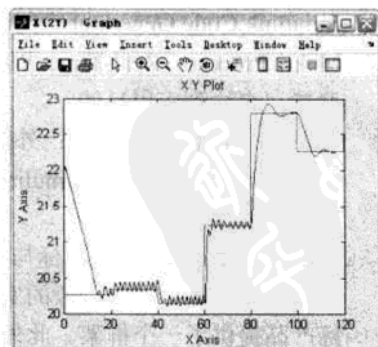 X(2Y) Graph
File Edit View Insert Tools Desktop Window Help
X Y Plot
23
22.5
22
21.5
21
20.5
20
Y Axis
0 20 40 60 80 100 120
X Axis